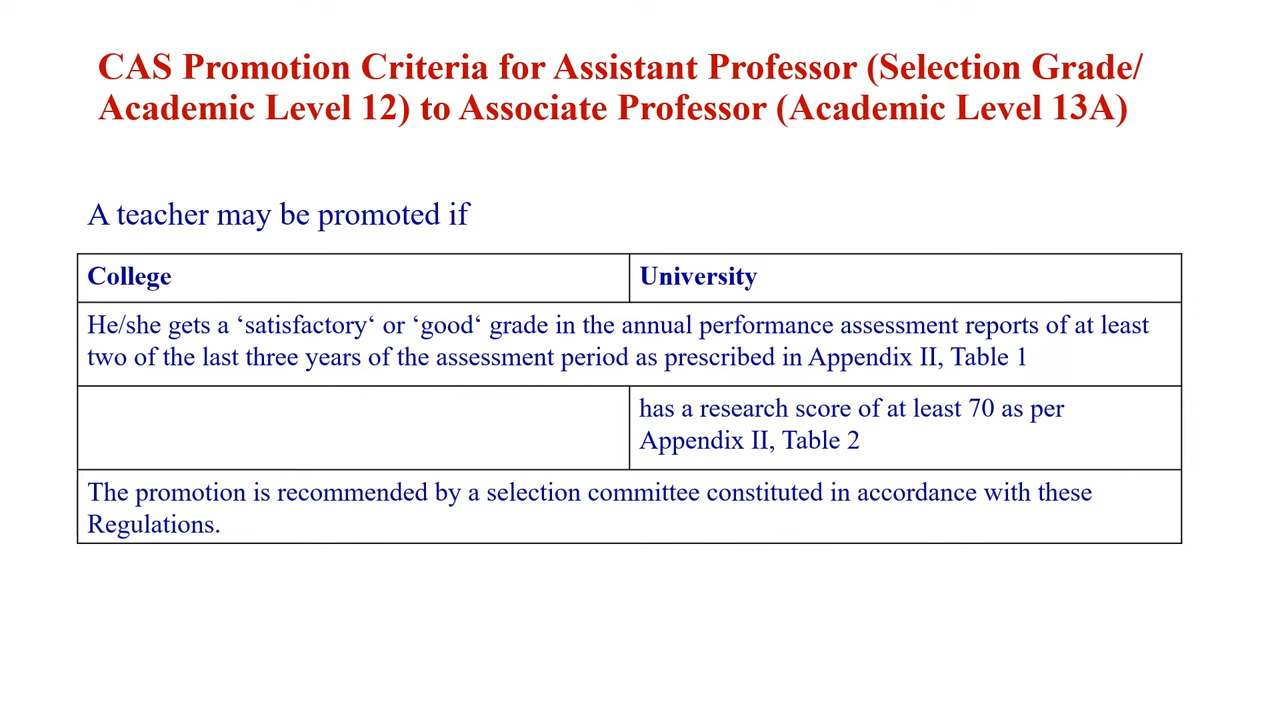 CAS Promotion Criteria for Assistant Professor (Selection Grade/
Academic Level 12) to Associate Professor (Academic Level 13A)
A teacher may be promoted if
College
University
He/she gets a ‘satisfactory‘ or ‘good‘ grade in the annual performance assessment reports of at least
two of the last three years of the assessment period as prescribed in Appendix II, Table 1
has a research score of at least 70 as per
Appendix II, Table 2
The promotion is recommended by a selection committee constituted in accordance with these
Regulations.